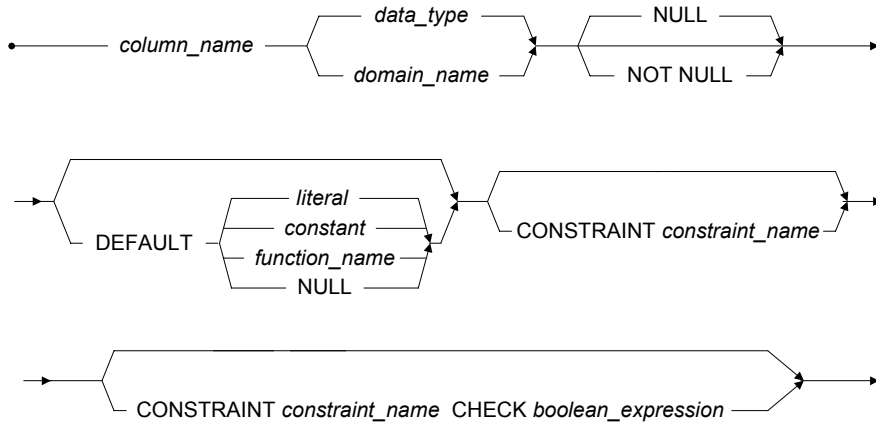 data_type NULL
column_name
domain_name NOT NULL
literal
constant
DEFAULT CONSTRAINT constraint_name
function_name
NULL
CONSTRAINT constraint_name CHECK boolean_expression